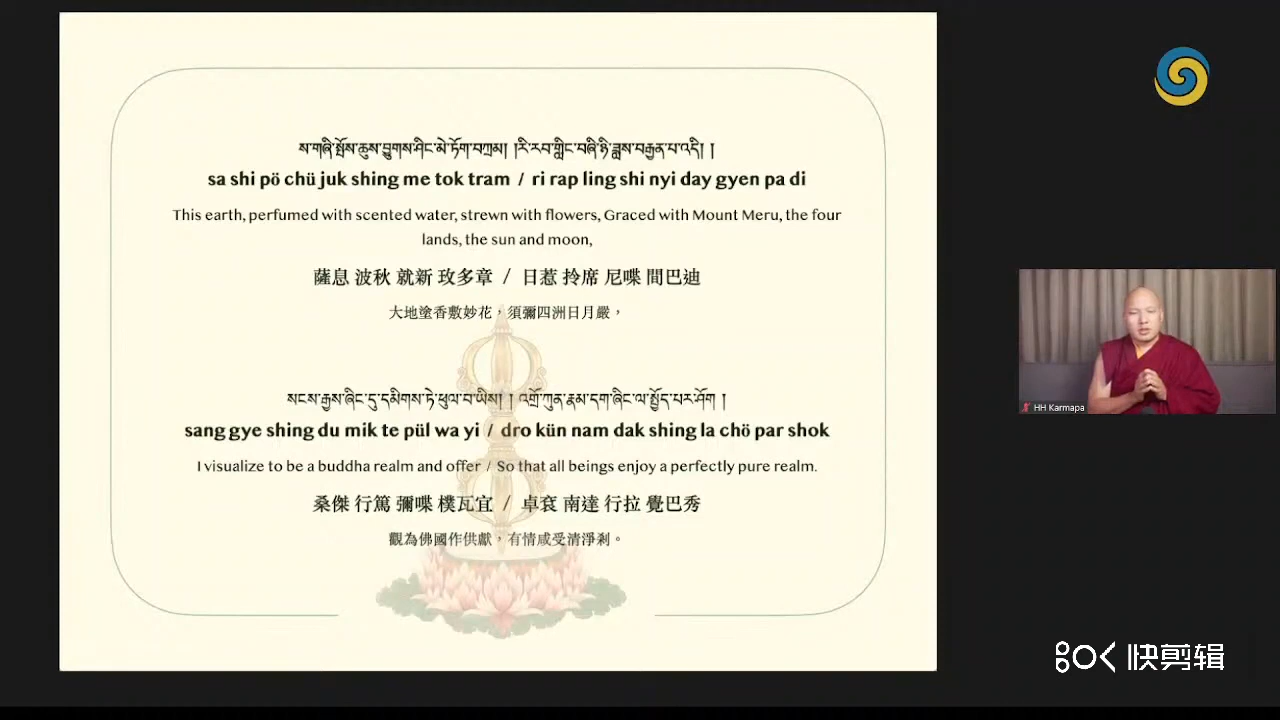 ས་གཞི་སྤོས་ཆུས་བྱུགས་ཤིང་མེ་ཏོག་བཀྲམ། །རི་རབ་གླིང་བཞི་ཉི་ཟླས་བརྒྱན་པ་འདི། །
sa shi pö chü juk shing me tok tram / ri rap ling shi nyi day gyen pa di
This earth, perfumed with scented water, strewn with flowers, Graced with Mount Meru, the four
lands, the sun and moon,
薩息 波秋 就新 玫多章 / 日惹 拎席 尼喋 間巴迪
大地塗香敷妙花，須彌四洲日月嚴，
སངས་རྒྱས་ཞིང་དུ་དམིགས་ཏེ་ཕུལ་བ་ཡིས། །འགྲོ་ཀུན་རྣམ་དག་ཞིང་ལ་སྤྱོད་པར་ཤོག །
sang gye shing du mik te pül wa yi / dro kün nam dak shing la chö par shok
I visualize to be a buddha realm and offer / So that all beings enjoy a perfectly pure realm.
桑傑 行篤 彌喋 樸瓦宜 / 卓袞 南達 行拉 覺巴秀
觀為佛國作供獻，有情咸受清淨剎。
HH Karmapa
快剪辑